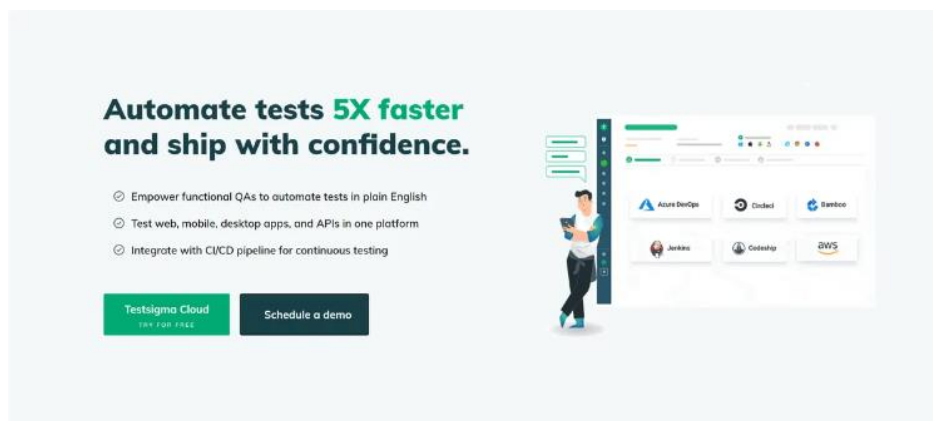 Automate tests 5X faster
and ship with confidence.
Empower functional QAs to automate tests in plain English
Test web, mobile, desktop apps, and APIs in one platform
Integrate with CI/CD pipeline for continuous testing
Testsigma Cloud
TRY FOR FREE
Schedule a demo
Azure DevOps
Circleci
Bamboo
Jenkins
Codeship
aws